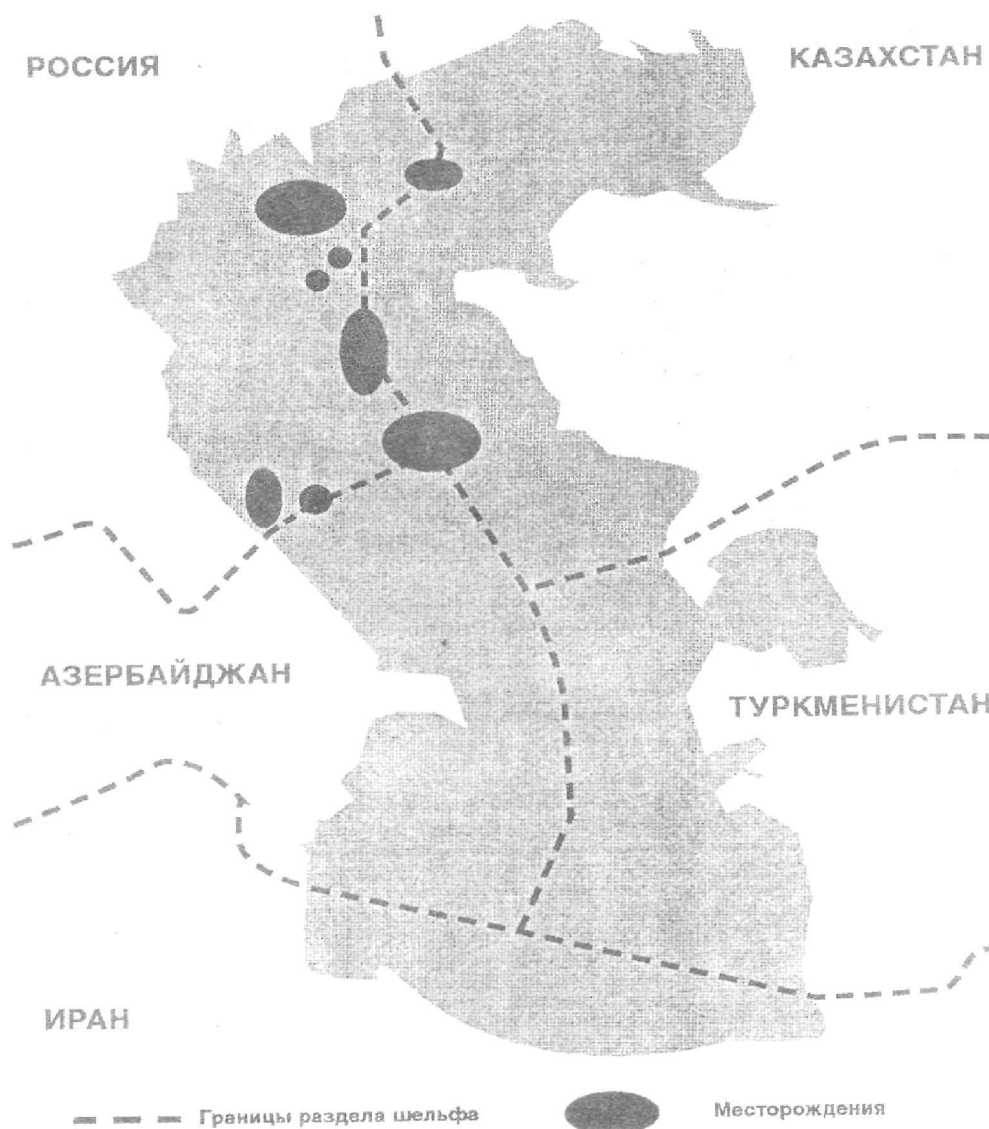 РОССИЯ
КАЗАХСТАН
АЗЕРБАЙДЖАН
ТУРКМЕНИСТАН
ИРАН
Границы раздела шельфа
Месторождения